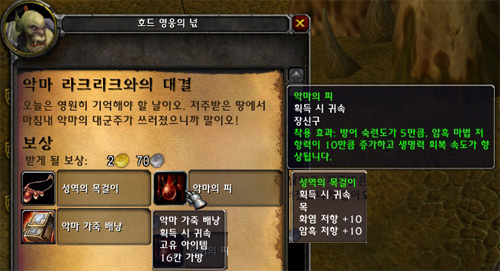 호드 영웅의 넋
악마 라크리크와의 대결
오늘은 영원히 기억해야 할 날이오. 저주받은 땅에서
마침내 악마의 대군주가 쓰러졌으니까 말이오!
보상
받게 될 보상: 2 70
성역의 목걸이
악마의 피
악마 가죽 배낭
악마 가죽 배낭
획득 시 귀속
고유 아이템
16칸 가방
악마의 피
획득 시 귀속
장신구
착용 효과: 방어 숙련도가 5만큼, 암흑 마법 저
항력이 10만큼 증가하고 생명력 회복 속도가 향
상됩니다.
성역의 목걸이
획득 시 귀속
목
화염 저항 +10
암흑 저항 +10